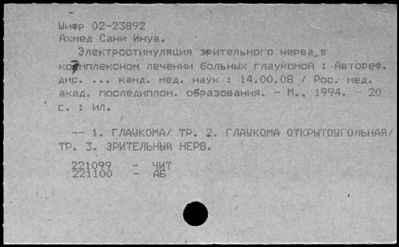 Шифр 02-23892
Ахмед Сани Инуа.
Электростимуляция зрительного нерва в
комплексном лечении больных глаукомой : Автореф.
дис. ... канд. мед. наук : 14.00.08 / Рос. мед.
акад. последиплом. образования. - М., 1994. - 20
с. : ил.
-- 1. ГЛАУКОМА/ ТР. 2. ГЛАУКОМА ОТКРЫТОУГОЛЬНАЯ/
ТР. 3. ЗРИТЕЛЬНЫЙ НЕРВ.
221099 - ЧИТ
221100 - АБ